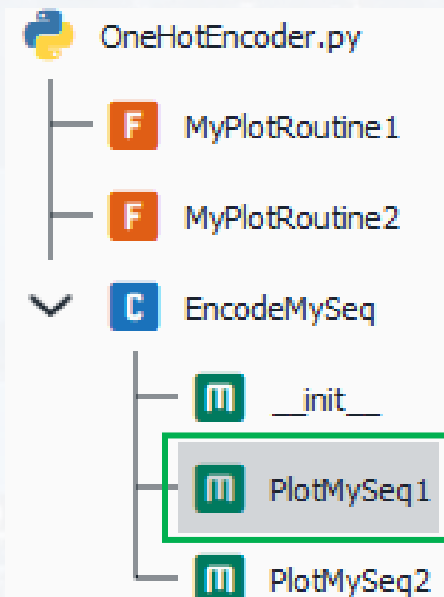 OneHotEncoder.py
F MyPlotRoutine1
F MyPlotRoutine2
C EncodeMySeq
m __init__
m PlotMySeq1
m PlotMySeq2